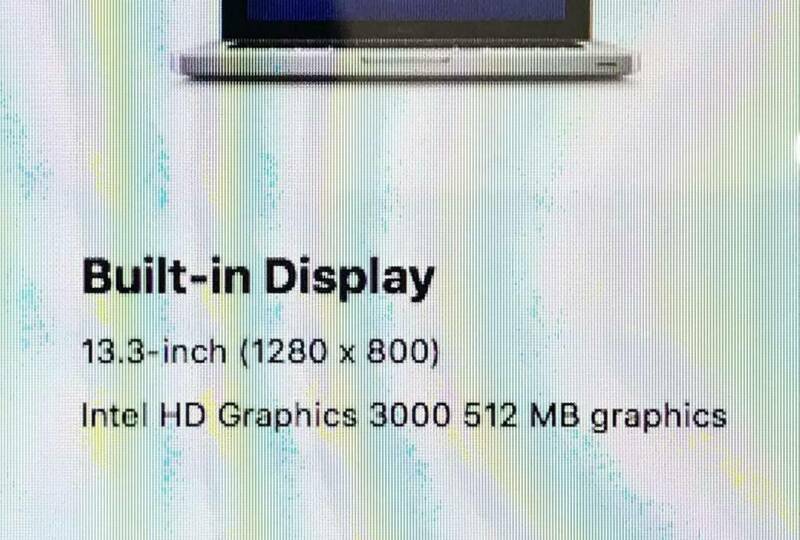 Built-in Display
13.3-inch (1280 x 800)
Intel HD Graphics 3000 512 MB graphics